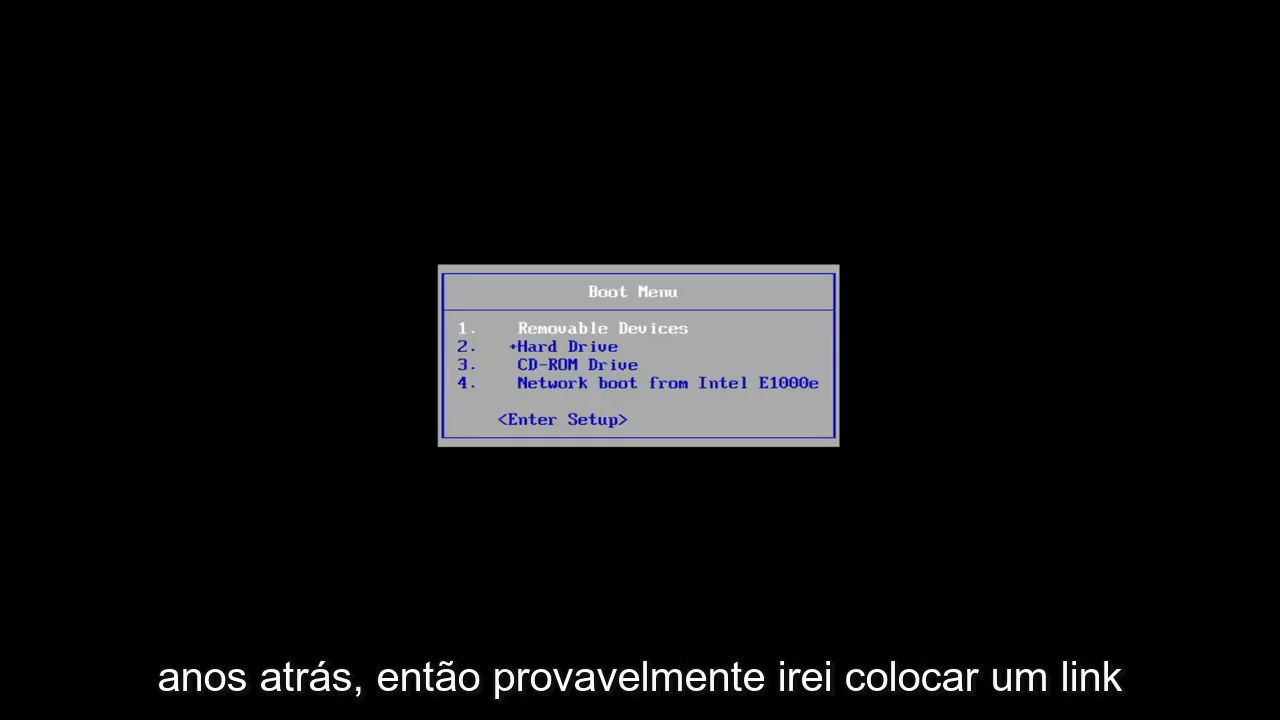 Boot Menu
1. Removable Devices
2. +Hard Drive
3. CD-ROM Drive
4. Network boot from Intel E1000e
<Enter Setup>
anos atrás, então provavelmente irei colocar um link